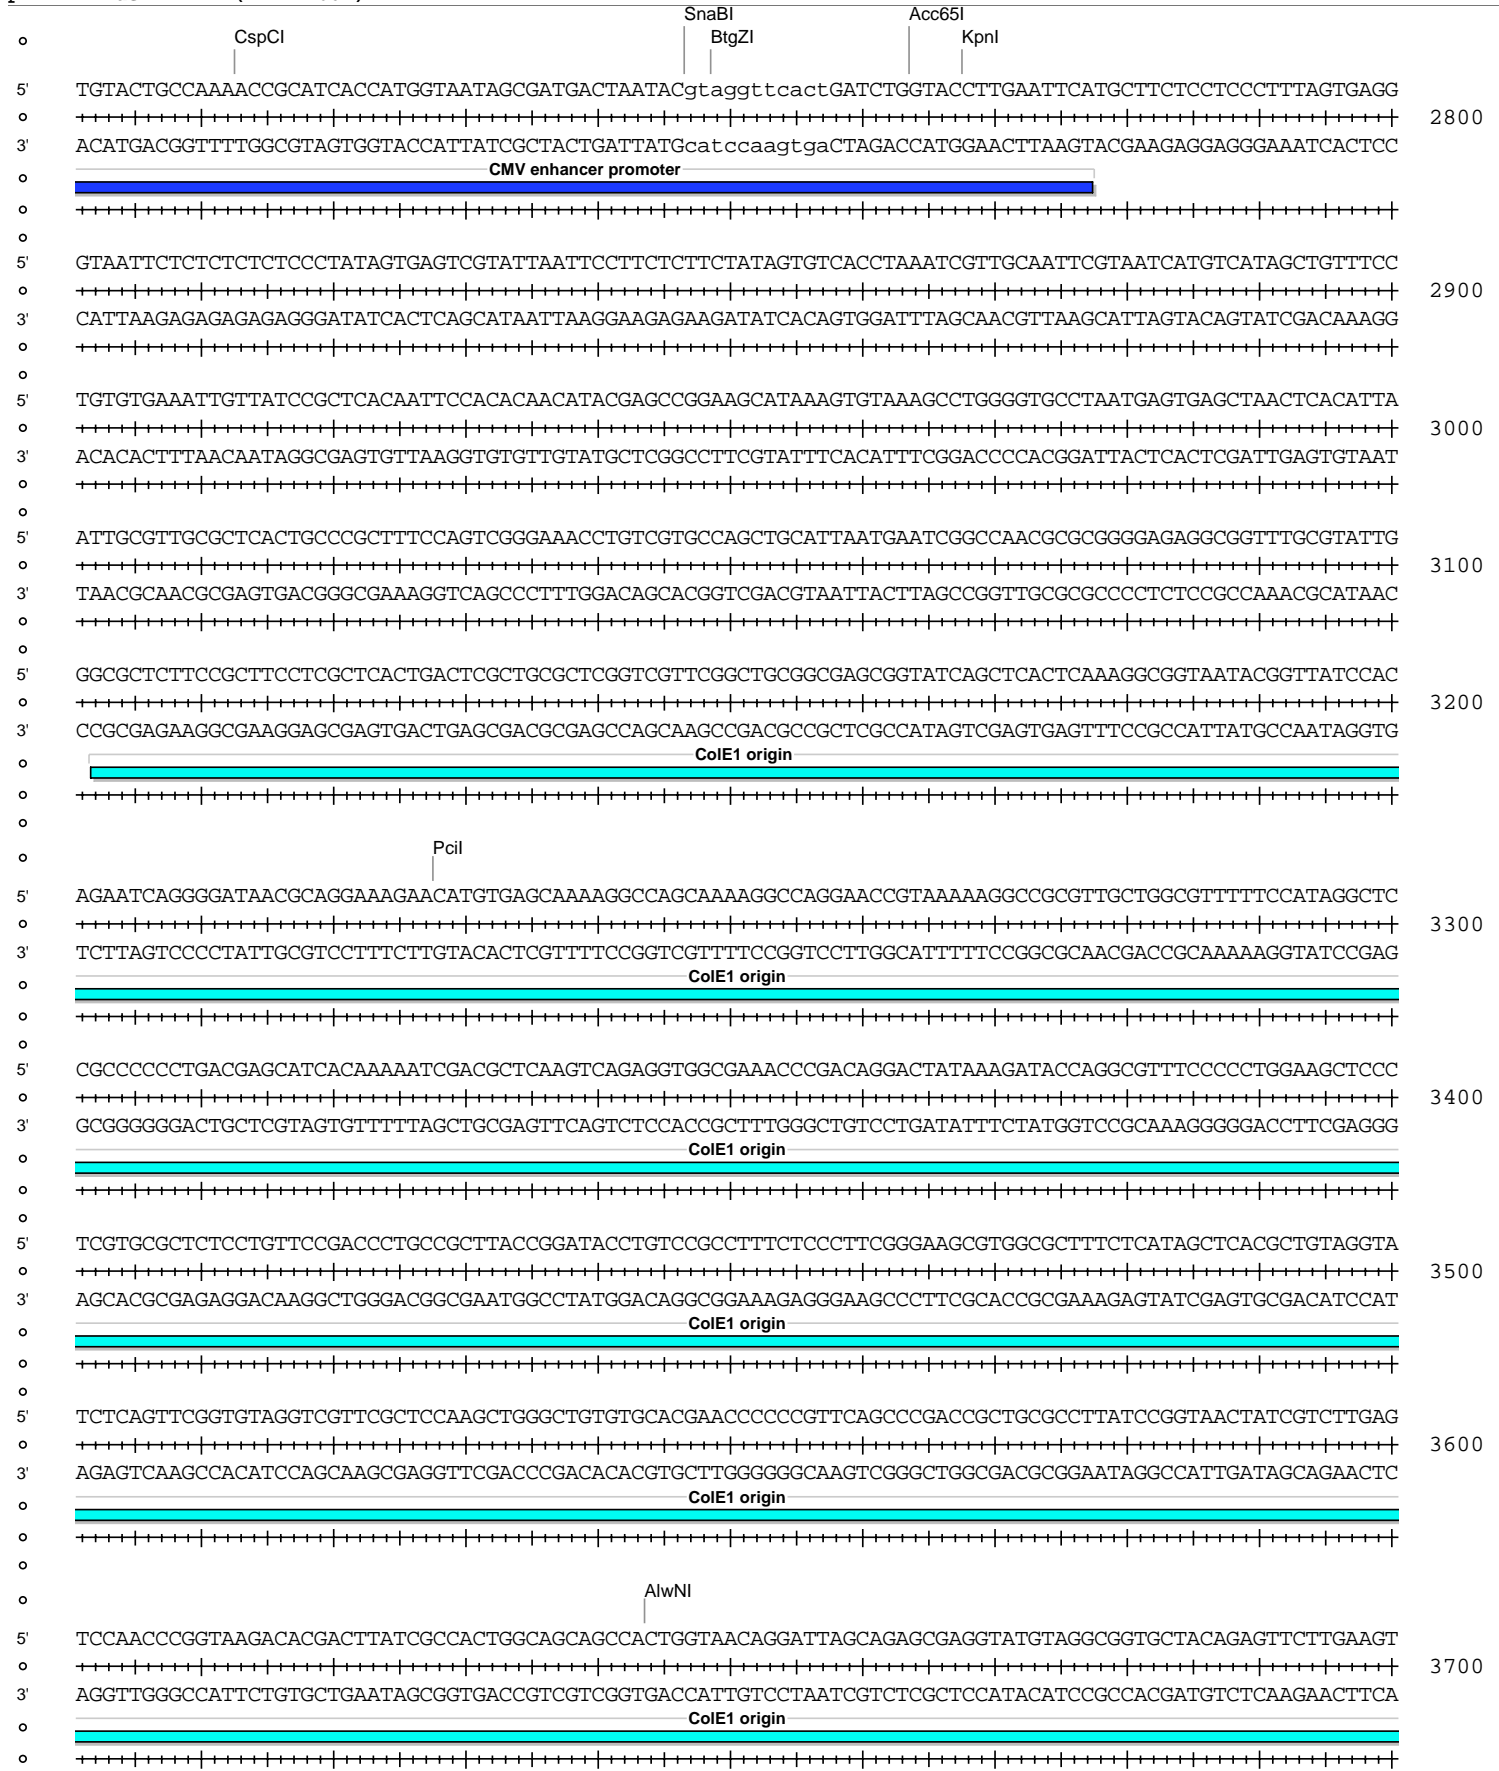 SnaBI Acc65I
CspCI BtgZI KpnI
5' TGTACTGCCAAAACCGCATCACCATGGTAATAGCGATGACTAATACgtaggttcactGATCTGGTACCTTGAATTCATGCTTCTCCTCCCTTTAGTGAGG
2800
3' ACATGACGGTTTTGGCGTAGTGGTACCATTATCGCTACTGATTATGcatccaagtgaCTAGACCATGGAACTTAAGTACGAAGAGGAGGGAAATCACTCC
CMV enhancer promoter
5' GTAATTCTCTCTCTCTCCCTATAGTGAGTCGTATTAATTCCTTCTCTTCTATAGTGTCACCTAAATCGTTGCAATTCGTAATCATGTCATAGCTGTTTCC
2900
3' CATTAAGAGAGAGAGAGGGATATCACTCAGCATAATTAAGGAAGAGAAGATATCACAGTGGATTTAGCAACGTTAAGCATTAGTACAGTATCGACAAAGG
5' TGTGTGAAATTGTTATCCGCTCACAATTCCACACAACATACGAGCCGGAAGCATAAAGTGTAAAGCCTGGGGTGCCTAATGAGTGAGCTAACTCACATTA
3000
3' ACACACTTTAACAATAGGCGAGTGTTAAGGTGTGTTGTATGCTCGGCCTTCGTATTTCACATTTCGGACCCCACGGATTACTCACTCGATTGAGTGTAAT
5' ATTGCGTTGCGCTCACTGCCCGCTTTCCAGTCGGGAAACCTGTCGTGCCAGCTGCATTAATGAATCGGCCAACGCGCGGGGAGAGGCGGTTTGCGTATTG
3100
3' TAACGCAACGCGAGTGACGGGCGAAAGGTCAGCCCTTTGGACAGCACGGTCGACGTAATTACTTAGCCGGTTGCGCGCCCCTCTCCGCCAAACGCATAAC
5' GGCGCTCTTCCGCTTCCTCGCTCACTGACTCGCTGCGCTCGGTCGTTCGGCTGCGGCGAGCGGTATCAGCTCACTCAAAGGCGGTAATACGGTTATCCAC
3200
3' CCGCGAGAAGGCGAAGGAGCGAGTGACTGAGCGACGCGAGCCAGCAAGCCGACGCCGCTCGCCATAGTCGAGTGAGTTTCCGCCATTATGCCAATAGGTG
ColE1 origin
PciI
5' AGAATCAGGGGATAACGCAGGAAAGAACATGTGAGCAAAAGGCCAGCAAAAGGCCAGGAACCGTAAAAAGGCCGCGTTGCTGGCGTTTTTCCATAGGCTC
3300
3' TCTTAGTCCCCTATTGCGTCCTTTCTTGTACACTCGTTTTCCGGTCGTTTTCCGGTCCTTGGCATTTTTCCGGCGCAACGACCGCAAAAAGGTATCCGAG
ColE1 origin
5' CGCCCCCCTGACGAGCATCACAAAAATCGACGCTCAAGTCAGAGGTGGCGAAACCCGACAGGACTATAAAGATACCAGGCGTTTCCCCCTGGAAGCTCCC
3400
3' GCGGGGGGACTGCTCGTAGTGTTTTTAGCTGCGAGTTCAGTCTCCACCGCTTTGGGCTGTCCTGATATTTCTATGGTCCGCAAAGGGGGACCTTCGAGGG
ColE1 origin
5' TCGTGCGCTCTCCTGTTCCGACCCTGCCGCTTACCGGATACCTGTCCGCCTTTCTCCCTTCGGGAAGCGTGGCGCTTTCTCATAGCTCACGCTGTAGGTA
3500
3' AGCACGCGAGAGGACAAGGCTGGGACGGCGAATGGCCTATGGACAGGCGGAAAGAGGGAAGCCCTTCGCACCGCGAAAGAGTATCGAGTGCGACATCCAT
ColE1 origin
5' TCTCAGTTCGGTGTAGGTCGTTCGCTCCAAGCTGGGCTGTGTGCACGAACCCCCCGTTCAGCCCGACCGCTGCGCCTTATCCGGTAACTATCGTCTTGAG
3600
3' AGAGTCAAGCCACATCCAGCAAGCGAGGTTCGACCCGACACACGTGCTTGGGGGGCAAGTCGGGCTGGCGACGCGGAATAGGCCATTGATAGCAGAACTC
ColE1 origin
AlwNI
5' TCCAACCCGGTAAGACACGACTTATCGCCACTGGCAGCAGCCACTGGTAACAGGATTAGCAGAGCGAGGTATGTAGGCGGTGCTACAGAGTTCTTGAAGT
3700
3' AGGTTGGGCCATTCTGTGCTGAATAGCGGTGACCGTCGTCGGTGACCATTGTCCTAATCGTCTCGCTCCATACATCCGCCACGATGTCTCAAGAACTTCA
ColE1 origin